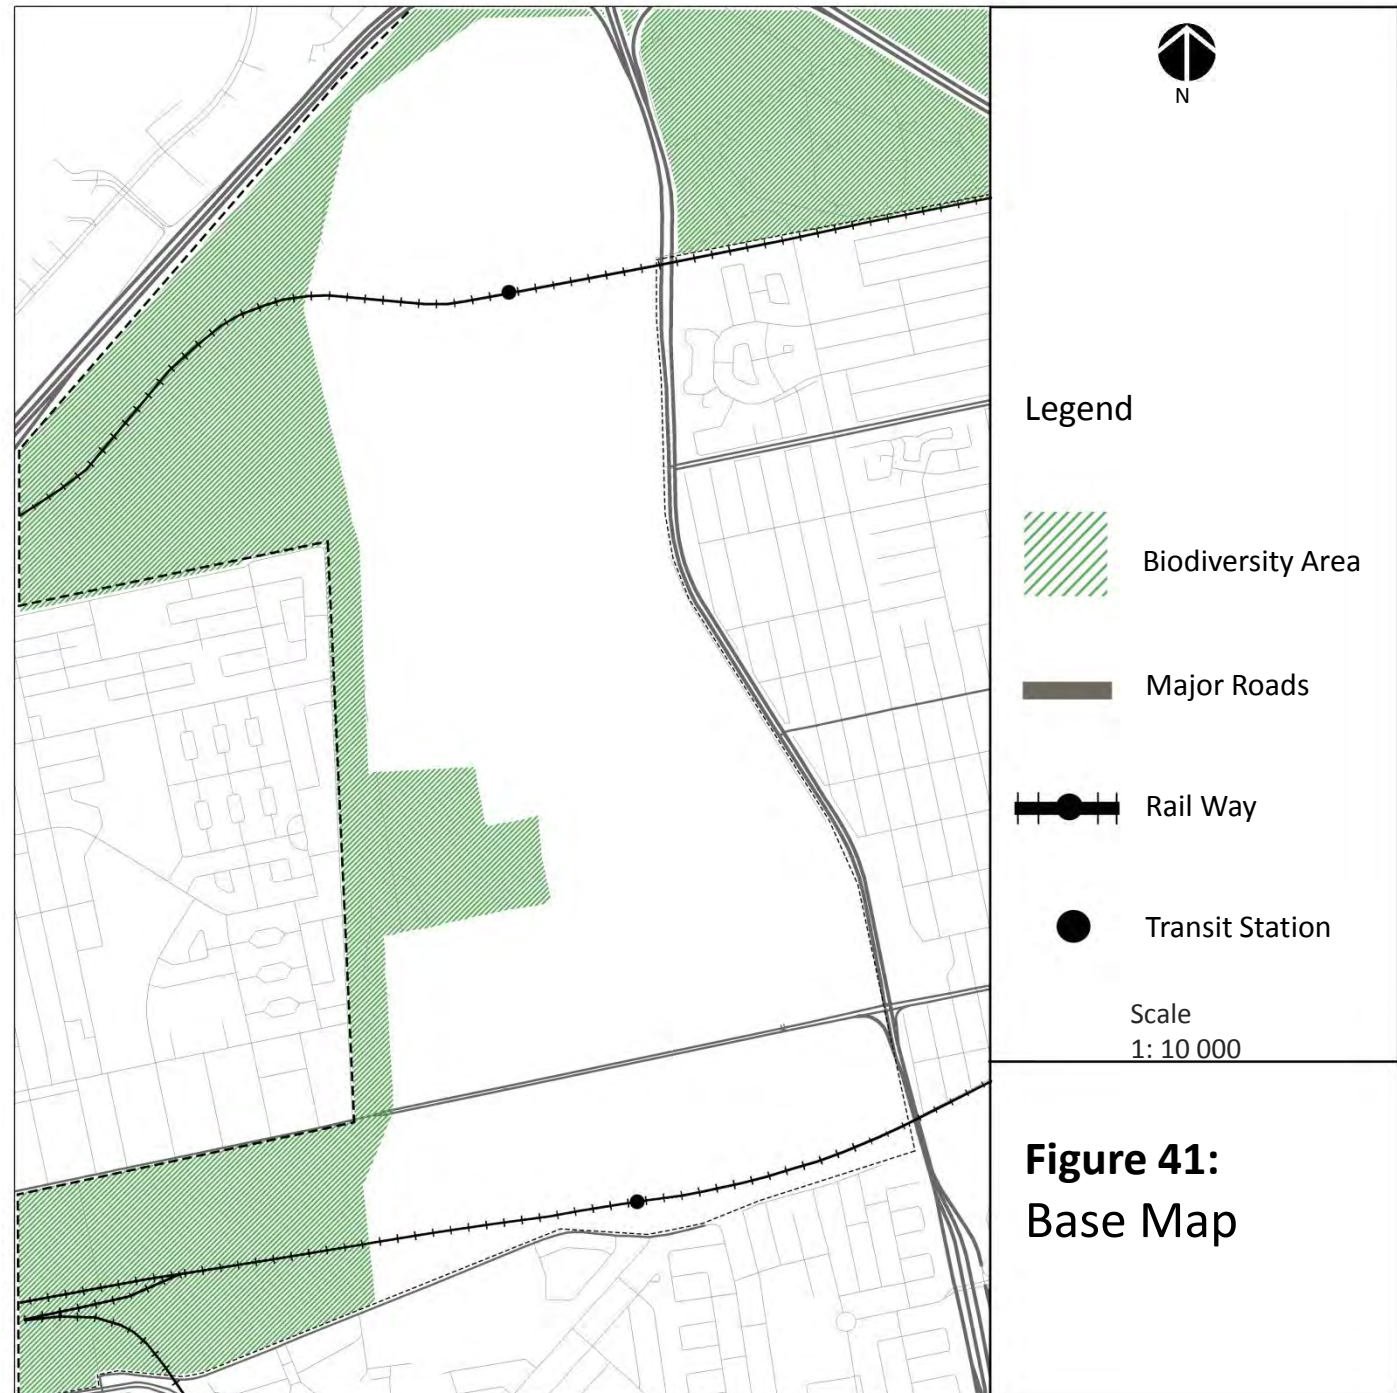 N
Legend
Biodiversity Area
Major Roads
Rail Way
Transit Station
Scale
1: 10 000
Figure 41:
Base Map